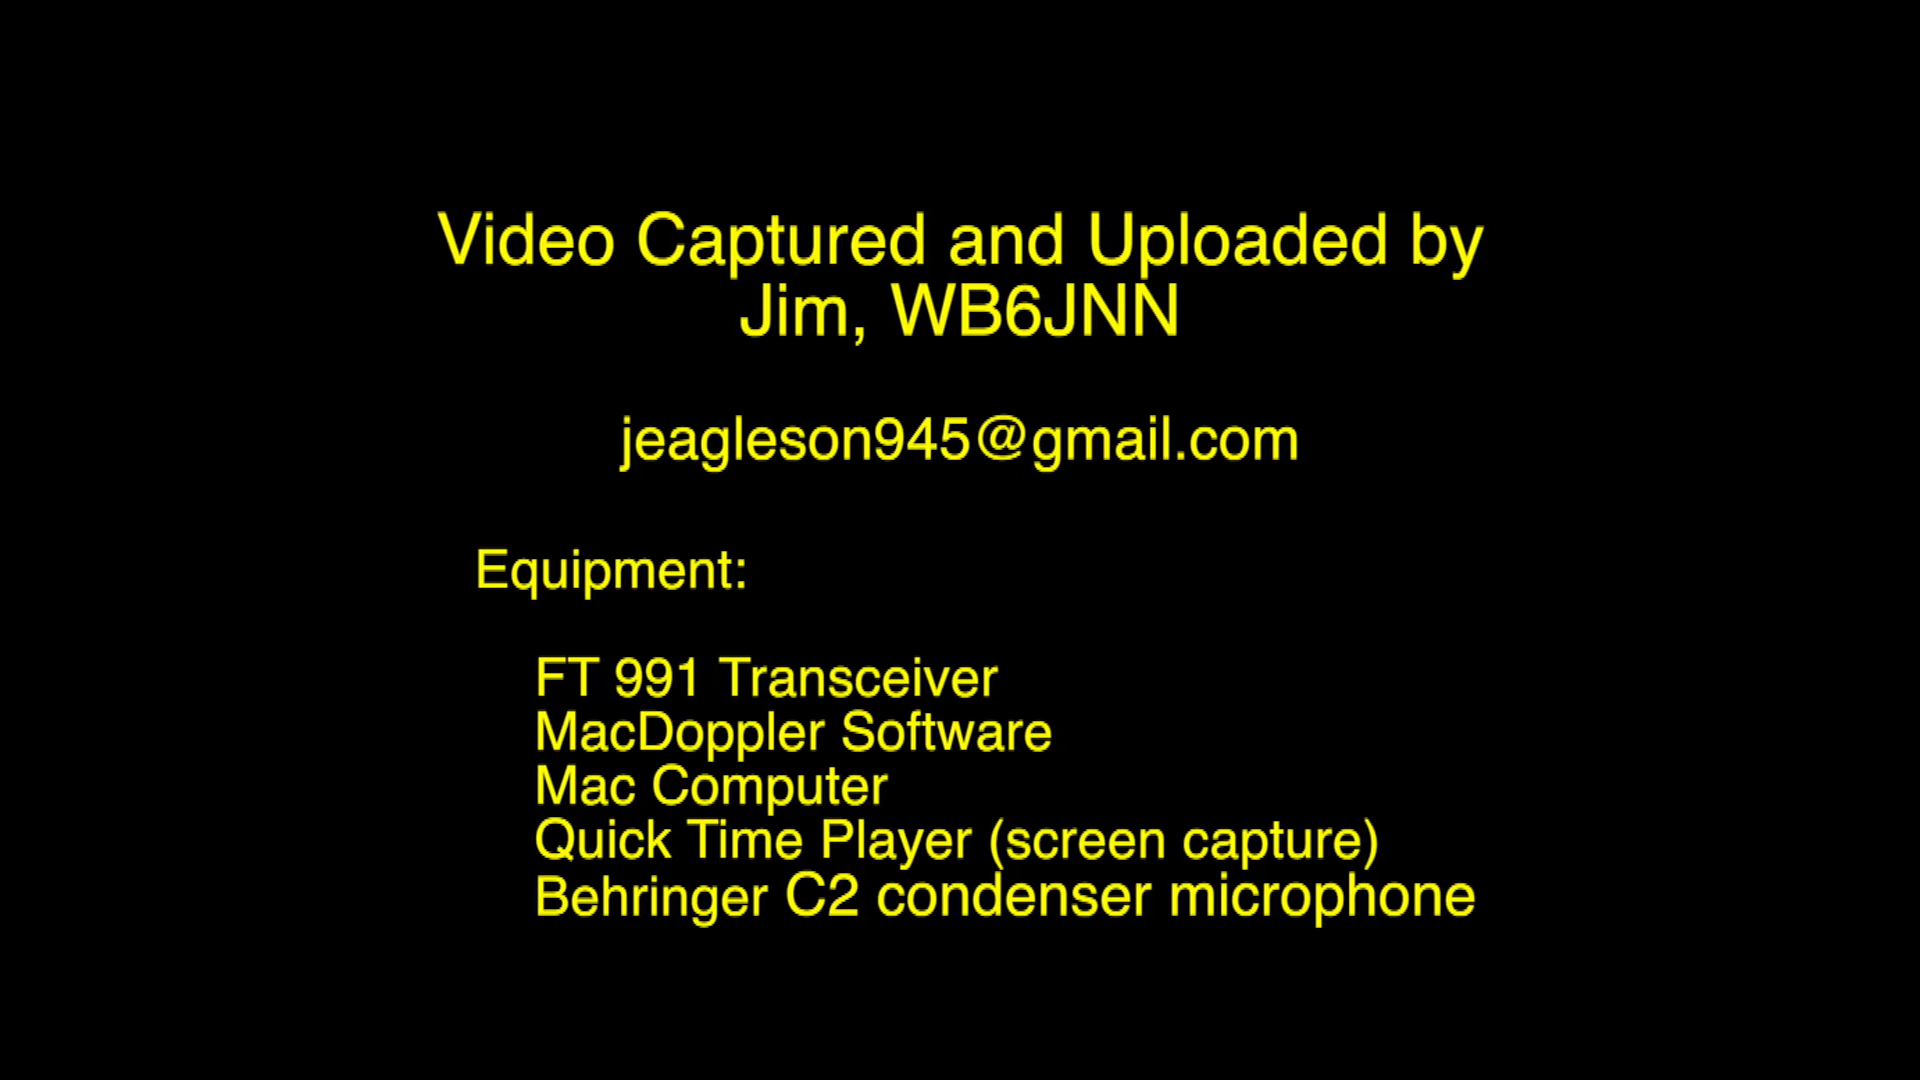 Video Captured and Uploaded by
Jim, WB6JNN
jeagleson945@gmail.com
Equipment:
FT 991 Transceiver
MacDoppler Software
Mac Computer
Quick Time Player (screen capture)
Behringer C2 condenser microphone